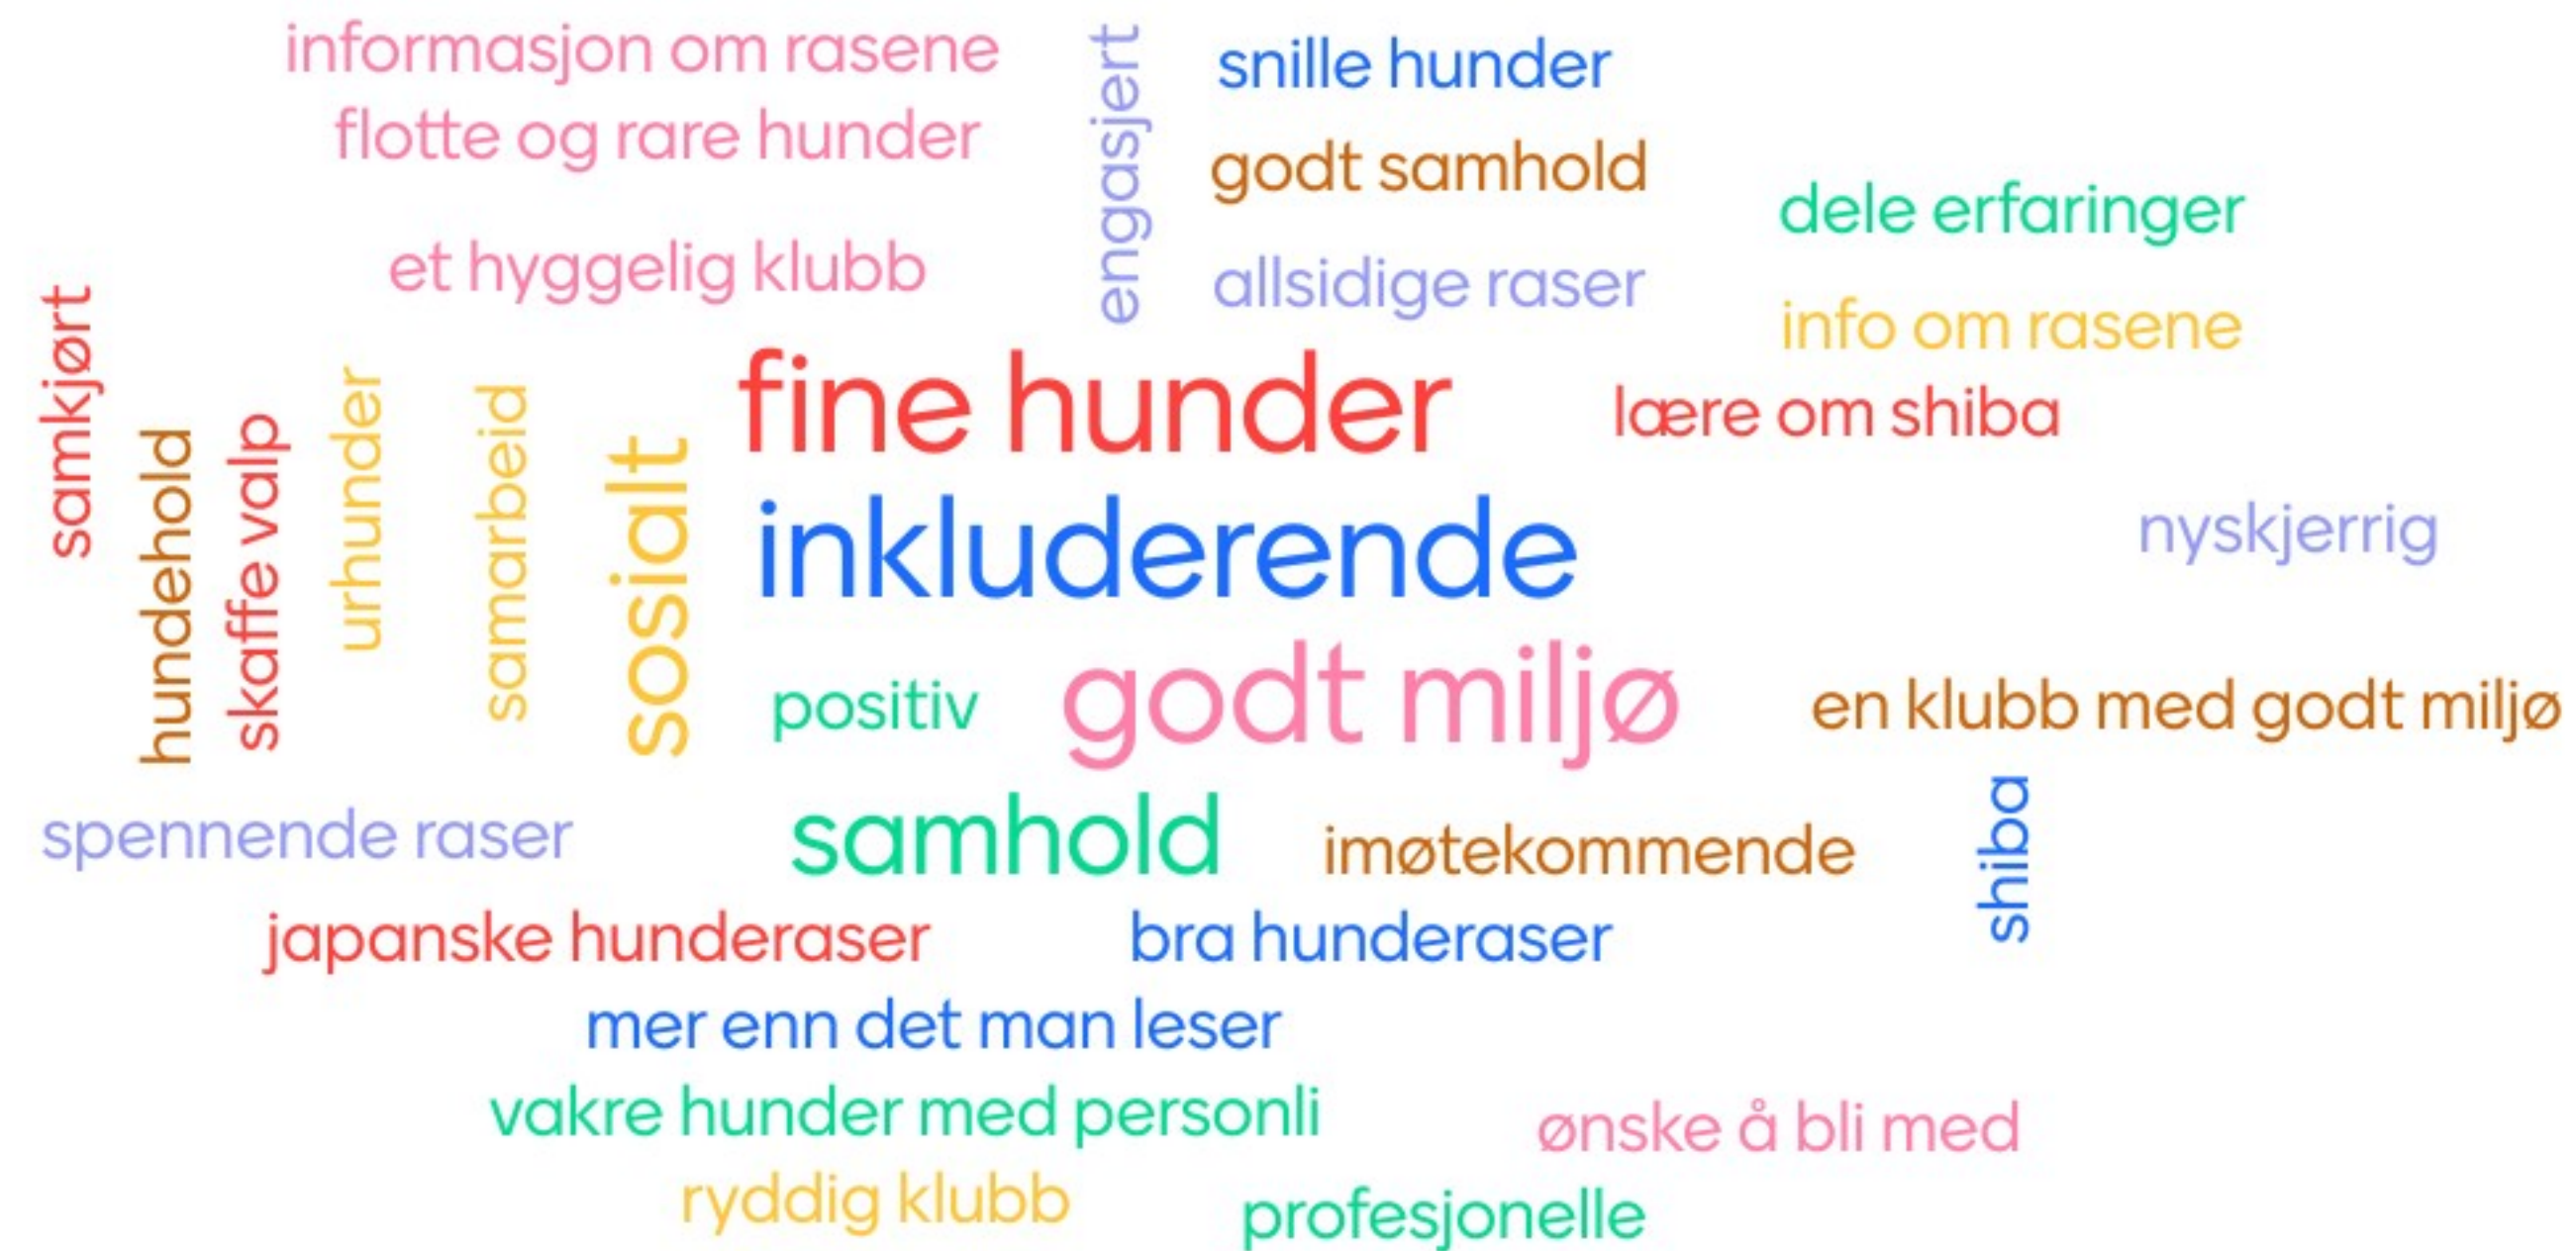 informasjon om rasene
flotte og rare hunder
et hyggelig klubb
engasjert
snille hunder
godt samhold
allsidige raser
dele erfaringer
info om rasene
lære om shiba
samkjørt
hundehold
skaffe valp
urhunder
samarbeid
sosialt
fine hunder
inkluderende
nyskjerrig
positiv
godt miljø
en klubb med godt miljø
spennende raser
samhold
imøtekommende
shiba
japanske hunderaser
bra hunderaser
mer enn det man leser
vakre hunder med personli
ønske å bli med
ryddig klubb
profesjonelle